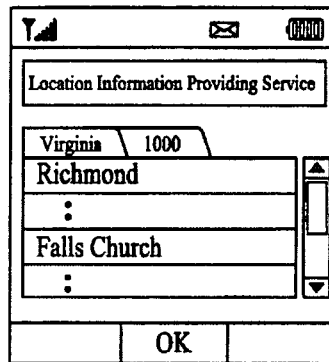 Location Information Providing Service
Virginia 1000
Richmond
:
Falls Church
:
OK